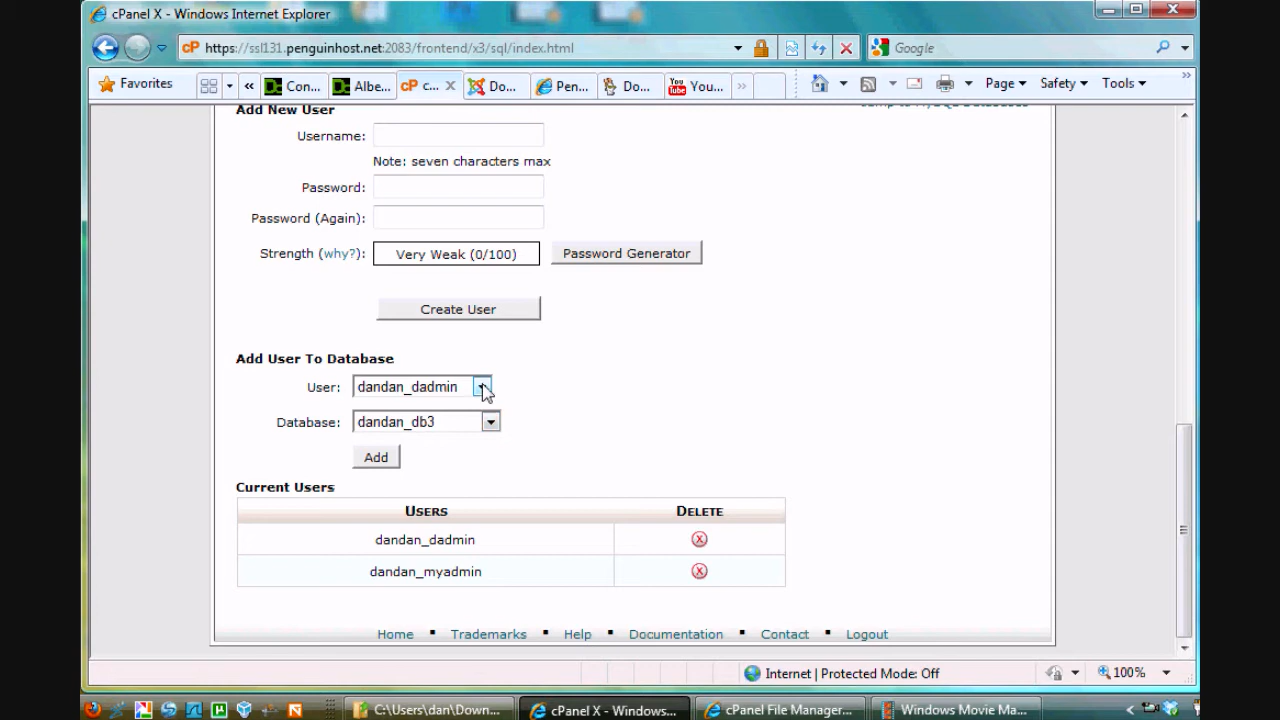 cPanel X - Windows Internet Explorer
https://ssl131.penguinhost.net:2083/frontend/x3/sql/index.html
Google
Favorites
Con...
Albe...
cP c...
Do...
Pen...
Do...
You...
Page
Safety
Tools
Add New User
Username:
Note: seven characters max
Password:
Password (Again):
Strength (why?): Very Weak (0/100) Password Generator
Create User
Add User To Database
User: dandan_dadmin
Database: dandan_db3
Add
Current Users
USERS DELETE
dandan_dadmin
dandan_myadmin
Home ▪ Trademarks ▪ Help ▪ Documentation ▪ Contact ▪ Logout
Internet | Protected Mode: Off
100%
C:\Users\dan\Down...
cPanel X - Windows...
cPanel File Manager...
Windows Movie Ma...